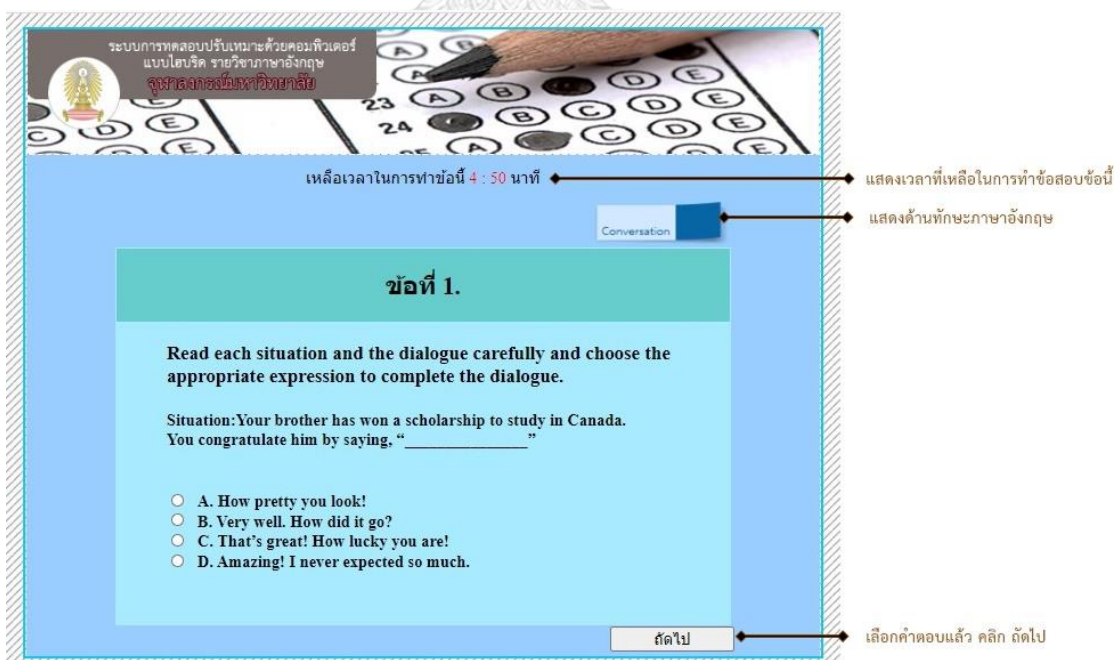 ระบบการทดสอบปรับเหมาะด้วยคอมพิวเตอร์
แบบไฮบริด รายวิชาภาษาอังกฤษ
จุฬาลงกรณ์มหาวิทยาลัย
23 A B D E
24 B C D E
เหลือเวลาในการทำข้อนี้ 4 : 50 นาที
แสดงเวลาที่เหลือในการทำข้อสอบข้อนี้
Conversation
แสดงด้านทักษะภาษาอังกฤษ
ข้อที่ 1.
Read each situation and the dialogue carefully and choose the
appropriate expression to complete the dialogue.
Situation:Your brother has won a scholarship to study in Canada.
You congratulate him by saying, “_______________”
A. How pretty you look!
B. Very well. How did it go?
C. That’s great! How lucky you are!
D. Amazing! I never expected so much.
ถัดไป
เลือกคำตอบแล้ว คลิก ถัดไป